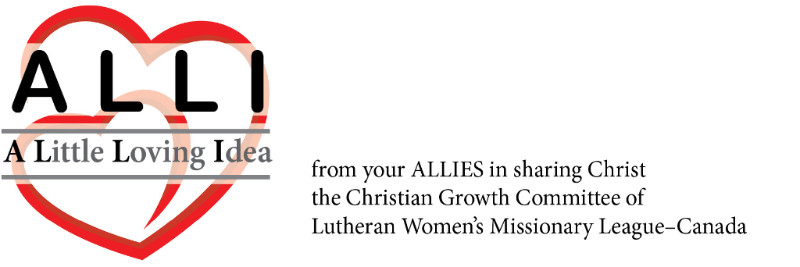 ALLI
A Little Loving Idea
from your ALLIES in sharing Christ
the Christian Growth Committee of
Lutheran Women's Missionary League–Canada